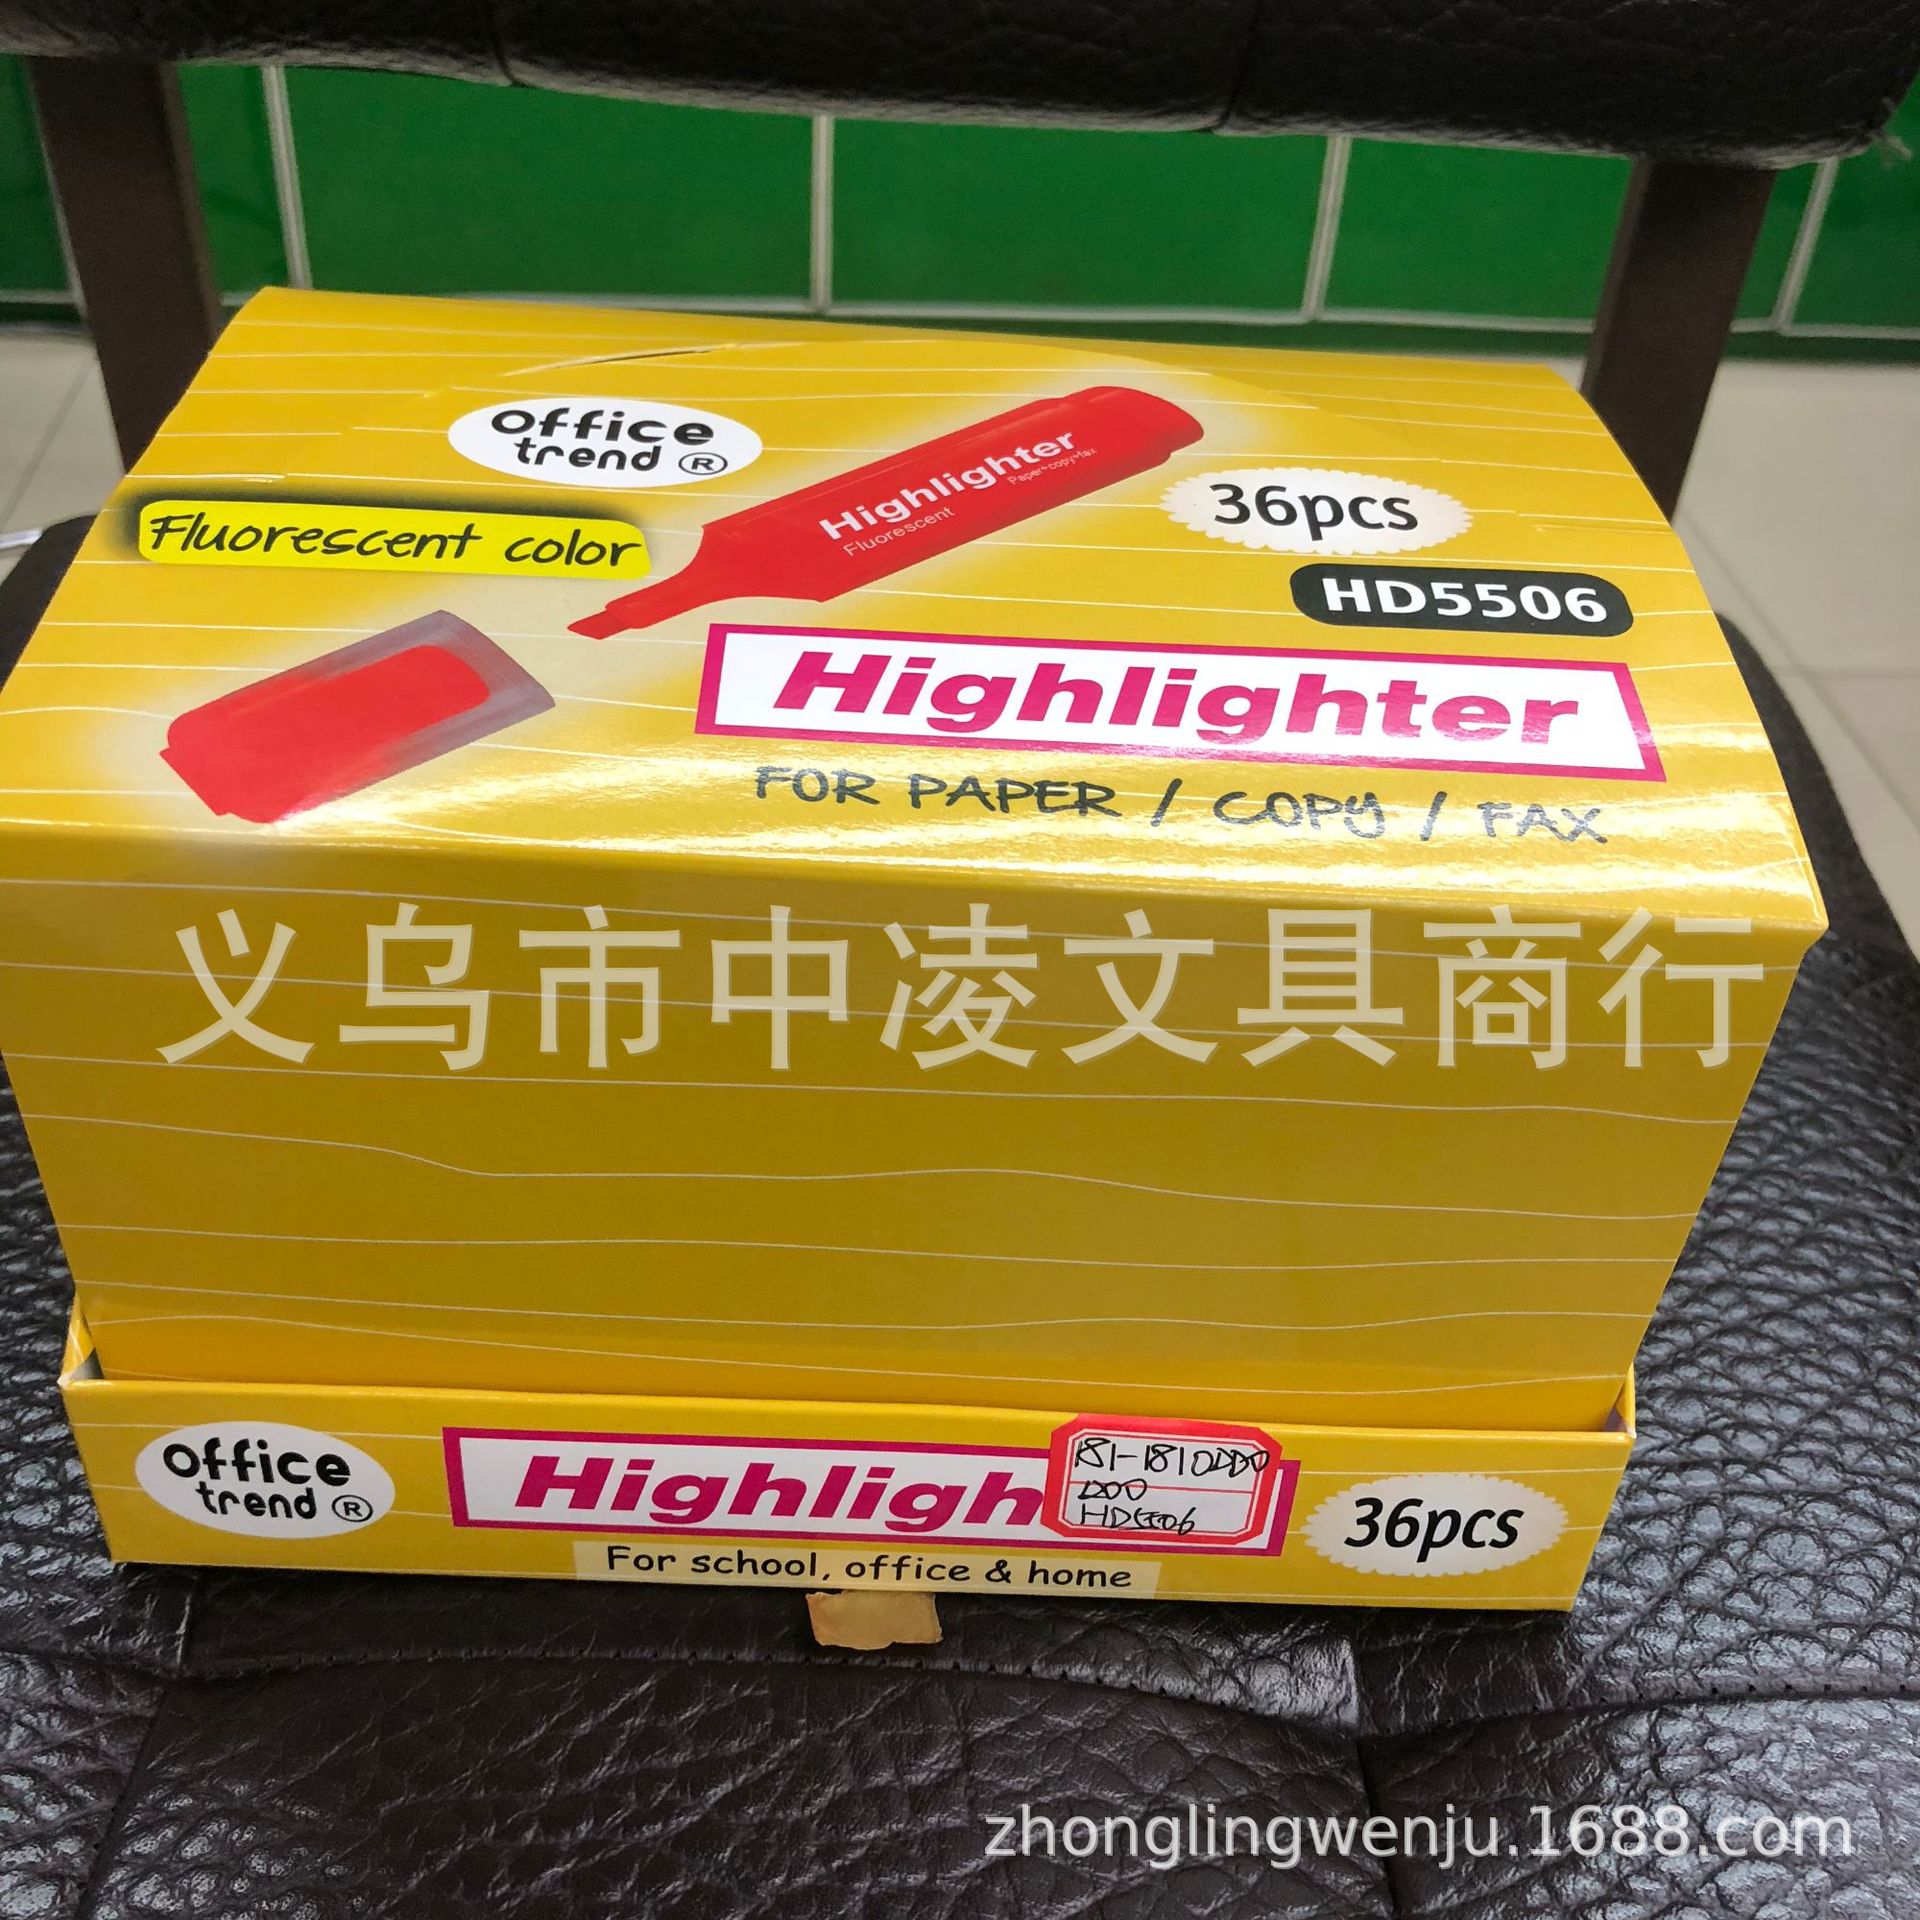 Office
trend ®
Fluorescent color
Highlighter
Paper+copy+fax
Fluorescent
36pcs
HD5506
Highlighter
FOR PAPER / COPY / FAX
义乌市中凌文具商行
Office
trend ®
Highligh
HD5506
36pcs
For school, office & home
zhonglingwenju.1688.com